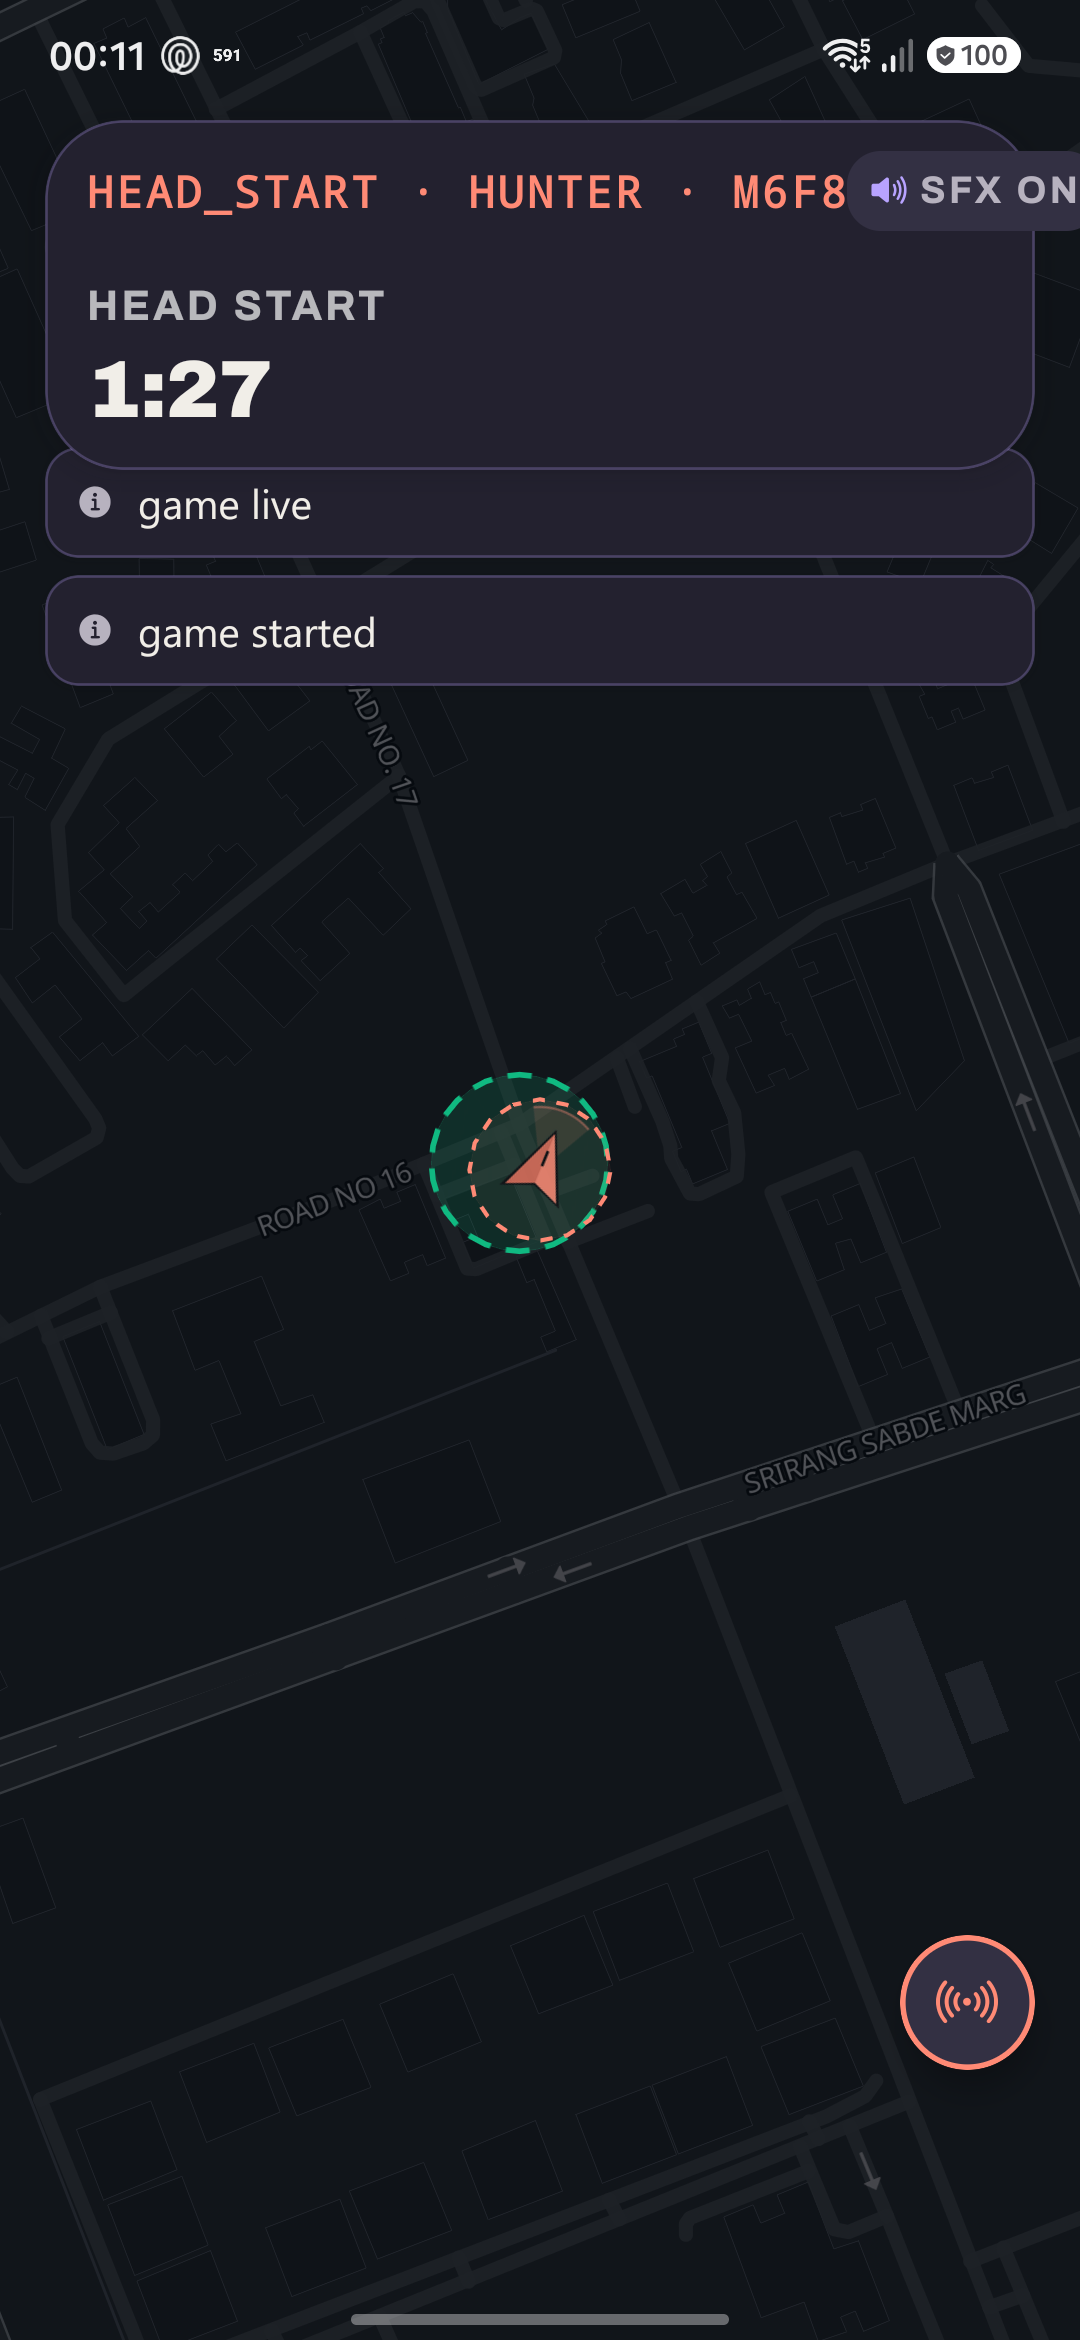 00:11 591 5 100
HEAD_START · HUNTER · M6F8 SFX ON
HEAD START
1:27
game live
game started
AD NO. 17
ROAD NO 16
SRIRANG SABDE MARG